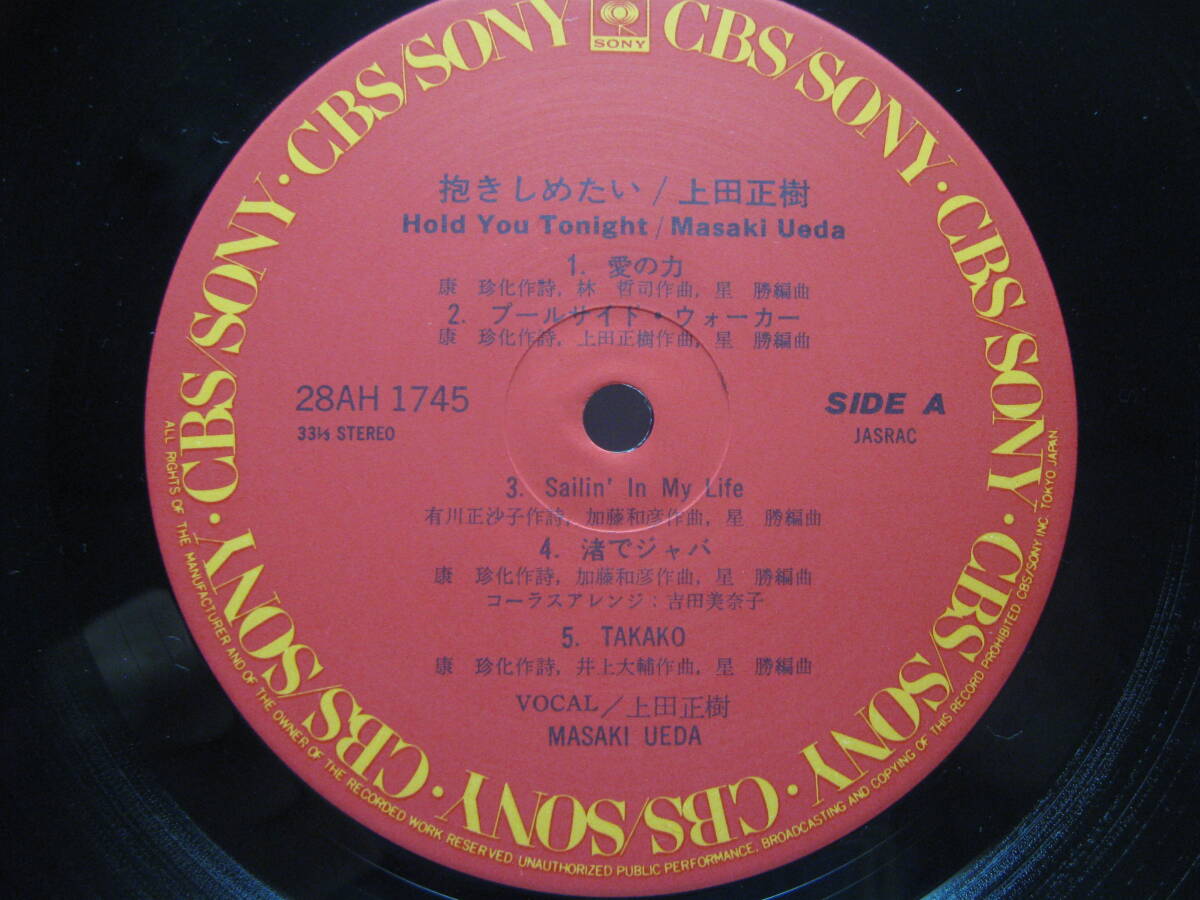 CBS/SONY · CBS/SONY · CBS/SONY · CBS/SONY · CBS/SONY · CBS/SONY · CBS/SONY · CBS/SONY
SONY
抱きしめたい / 上田正樹
Hold You Tonight / Masaki Ueda
1. 愛の力
康 珍化作詩, 林 哲司作曲, 星 勝編曲
2. プールサイド・ウォーカー
康 珍化作詩, 上田正樹作曲, 星 勝編曲
28AH 1745
33⅓ STEREO
SIDE A
JASRAC
3. Sailin' In My Life
有川正沙子作詩, 加藤和彦作曲, 星 勝編曲
4. 渚でジャバ
康 珍化作詩, 加藤和彦作曲, 星 勝編曲
コーラスアレンジ：吉田美奈子
5. TAKAKO
康 珍化作詩, 井上大輔作曲, 星 勝編曲
VOCAL／上田正樹
MASAKI UEDA
ALL RIGHTS OF THE MANUFACTURER AND OF THE OWNER OF THE RECORDED WORK RESERVED. UNAUTHORIZED PUBLIC PERFORMANCE, BROADCASTING AND COPYING OF THIS RECORD PROHIBITED CBS/SONY INC. TOKYO JAPAN.